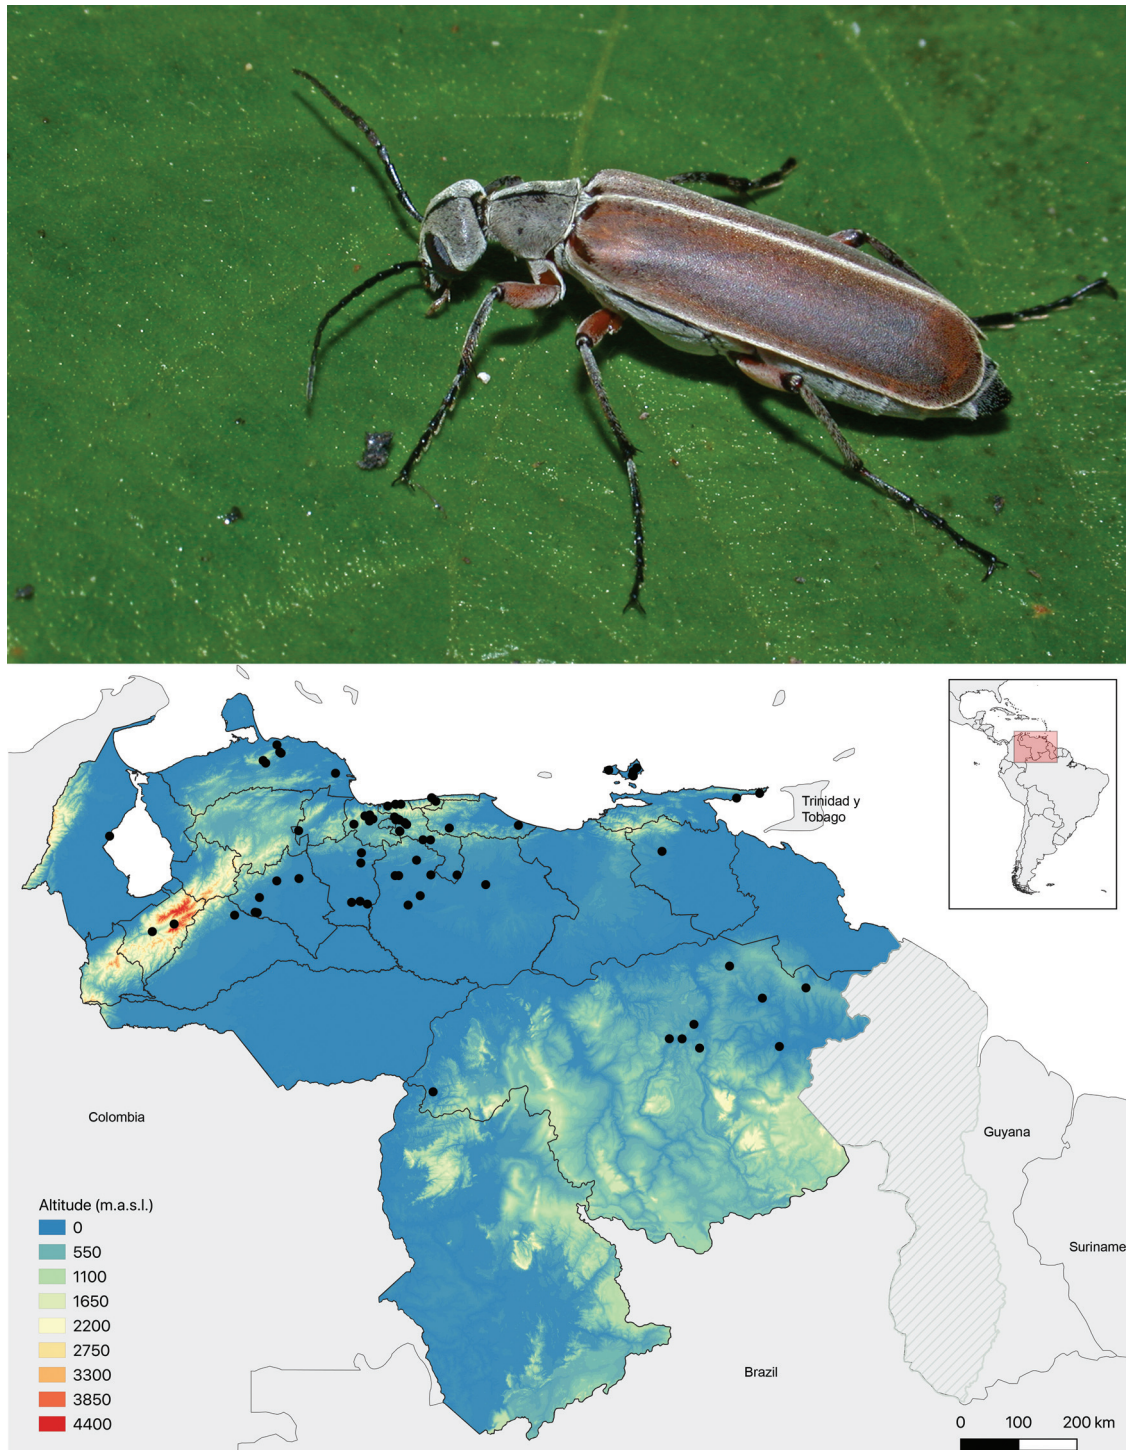 Trinidad y
Tobago
Colombia
Guyana
Suriname
Brazil
Altitude (m.a.s.l.)
0
550
1100
1650
2200
2750
3300
3850
4400
0 100 200 km